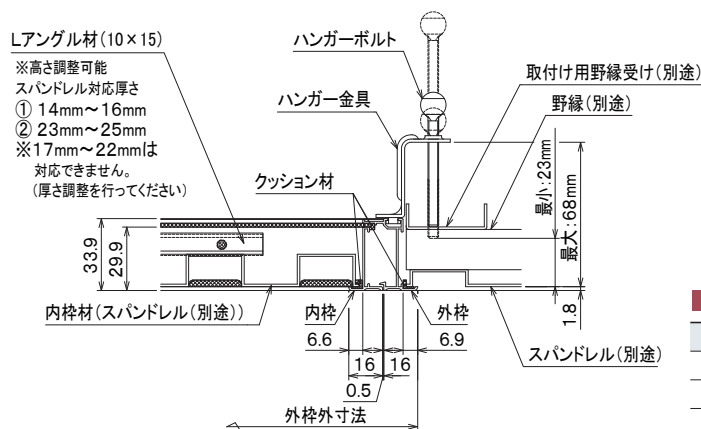 Lアングル材(10×15)
※高さ調整可能
スパンドレル対応厚さ
① 14mm～16mm
② 23mm～25mm
※17mm～22mmは
対応できません。
(厚さ調整を行ってください)
ハンガーボルト
ハンガー金具
クッション材
取付け用野縁受け(別途)
野縁(別途)
最小:23mm
最大:68mm
1.8
33.9
29.9
内枠材(スパンドレル(別途))
内枠
外枠
スパンドレル(別途)
6.6
6.9
16
16
0.5
外枠外寸法